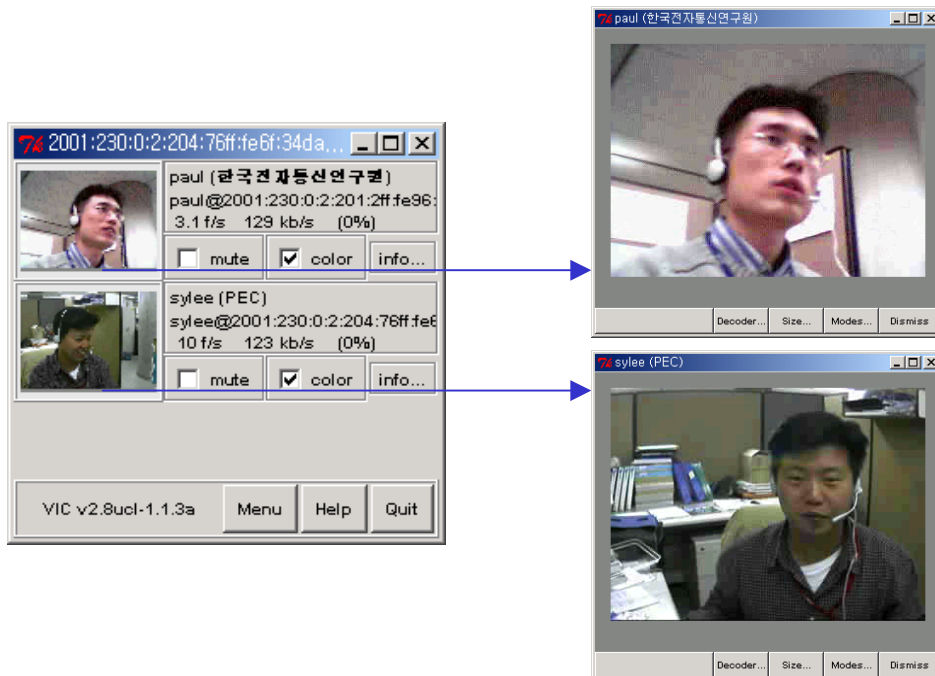 2001:230:0:2:204:76ff:fe6f:34da...
paul (한국전자통신연구원)
paul@2001:230:0:2:201:2ff:fe96:
3.1 f/s 129 kb/s (0%)
mute color info...
sylee (PEC)
sylee@2001:230:0:2:204:76ff:fe6
10 f/s 123 kb/s (0%)
mute color info...
VIC v2.8ucl-1.1.3a Menu Help Quit
paul (한국전자통신연구원)
Decoder... Size... Modes... Dismiss
sylee (PEC)
Decoder... Size... Modes... Dismiss